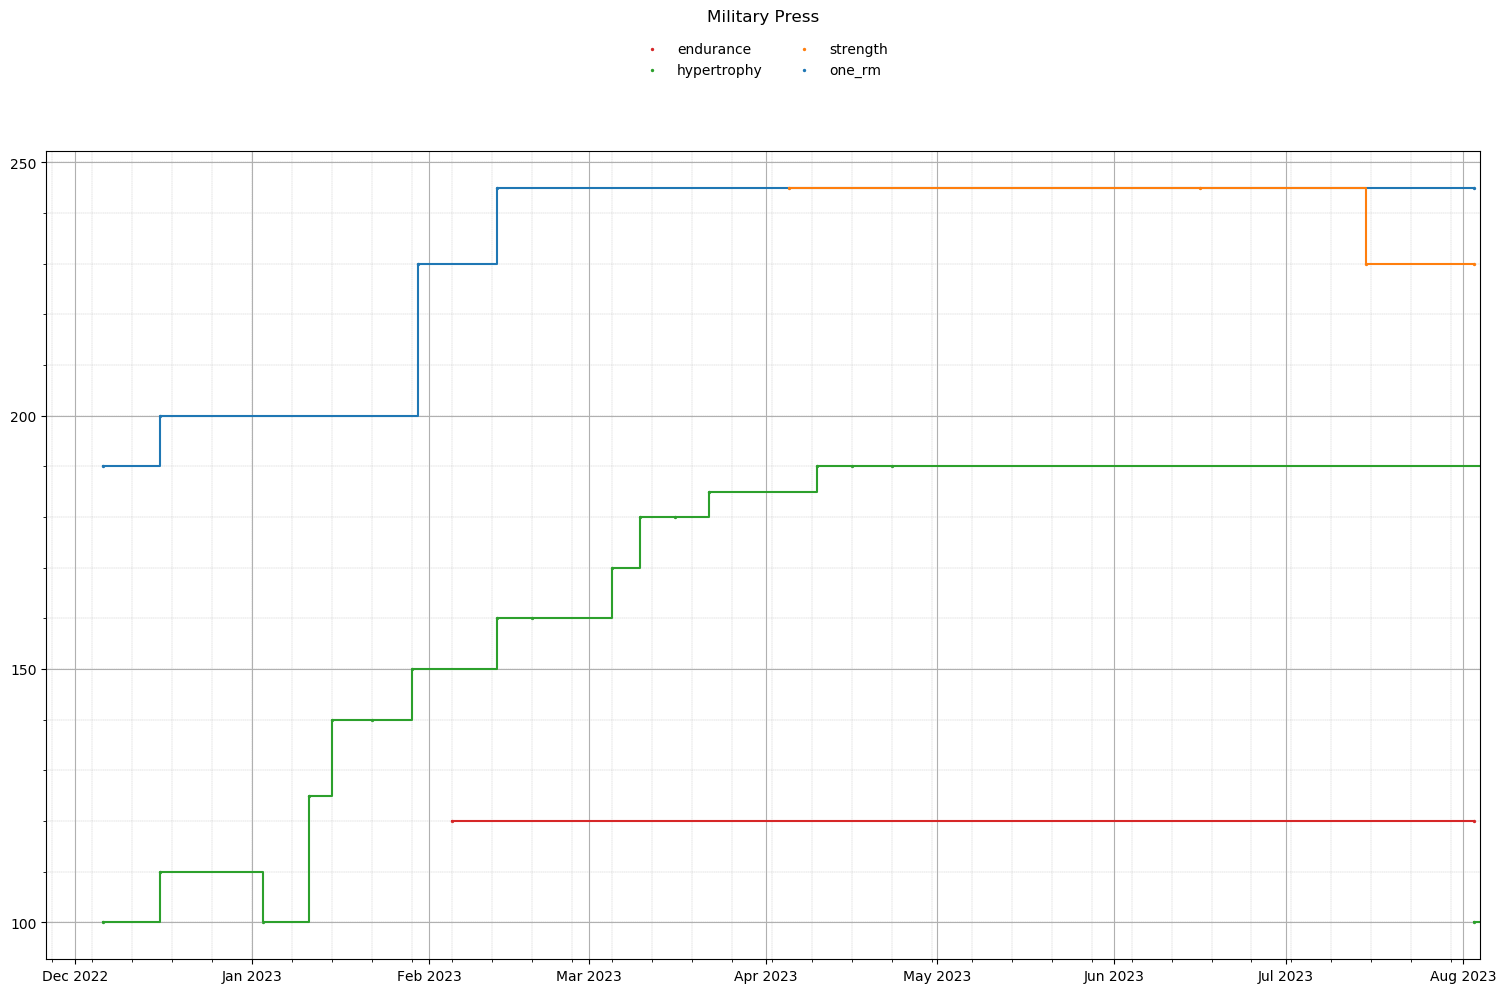 Military Press
endurance
strength
hypertrophy
one_rm
250
200
150
100
Dec 2022
Jan 2023
Feb 2023
Mar 2023
Apr 2023
May 2023
Jun 2023
Jul 2023
Aug 2023